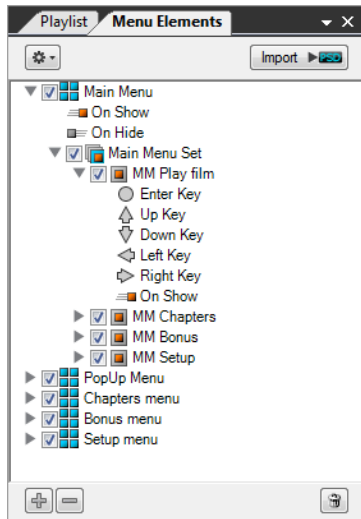 Playlist Menu Elements
Import PSD
Main Menu
On Show
On Hide
Main Menu Set
MM Play film
Enter Key
Up Key
Down Key
Left Key
Right Key
On Show
MM Chapters
MM Bonus
MM Setup
PopUp Menu
Chapters menu
Bonus menu
Setup menu